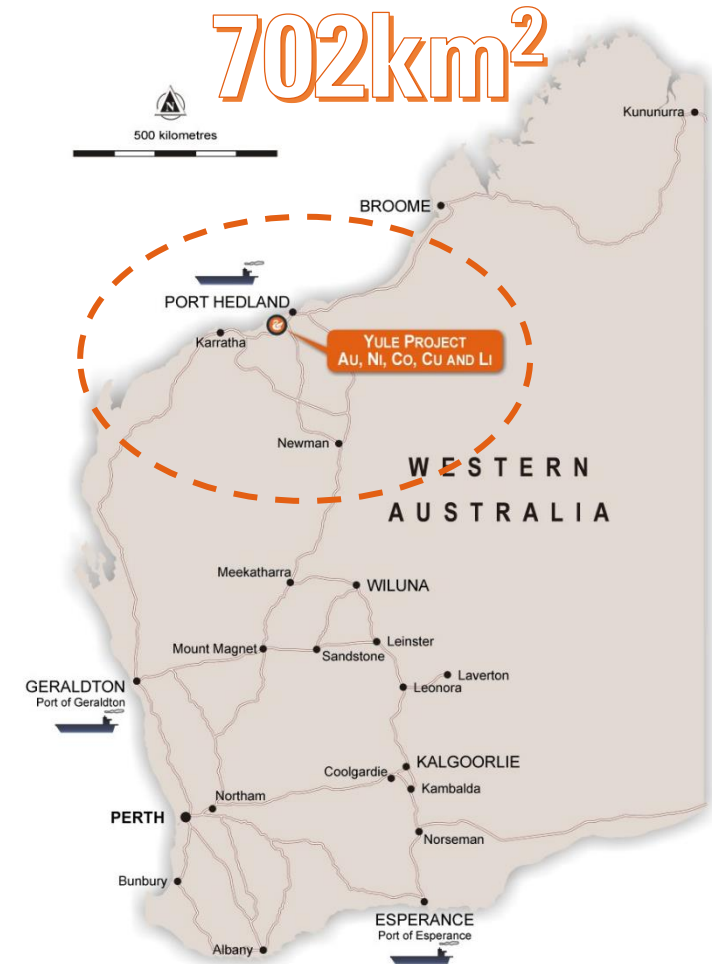 702km²
N
500 kilometres
Kununurra
BROOME
PORT HEDLAND
Karratha
YULE PROJECT
AU, NI, CO, CU AND LI
Newman
WESTERN
AUSTRALIA
Meekatharra
WILUNA
Mount Magnet
Sandstone
Leinster
Laverton
Leonora
GERALDTON
Port of Geraldton
KALGOORLIE
Coolgardie
Kambalda
Northam
PERTH
Norseman
Bunbury
ESPERANCE
Port of Esperance
Albany